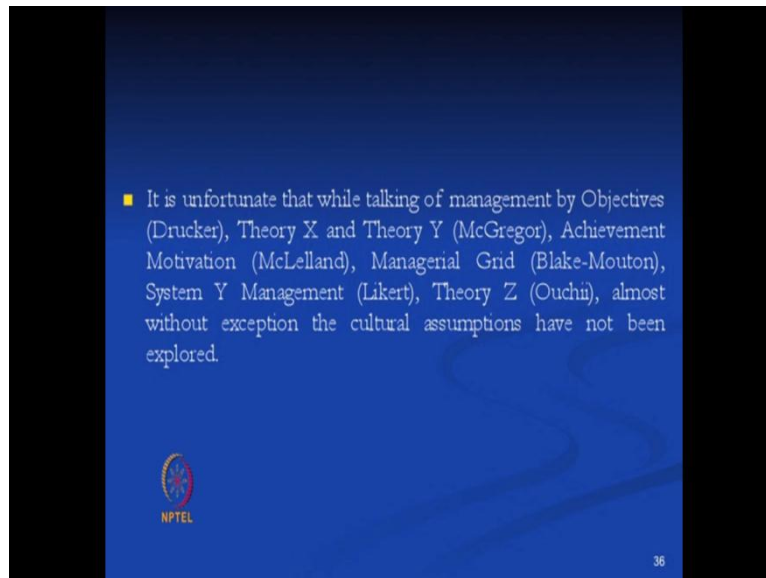 It is unfortunate that while talking of management by Objectives
(Drucker), Theory X and Theory Y (McGregor), Achievement
Motivation (McLelland), Managerial Grid (Blake-Mouton),
System Y Management (Likert), Theory Z (Ouchii), almost
without exception the cultural assumptions have not been
explored.
NPTEL
36